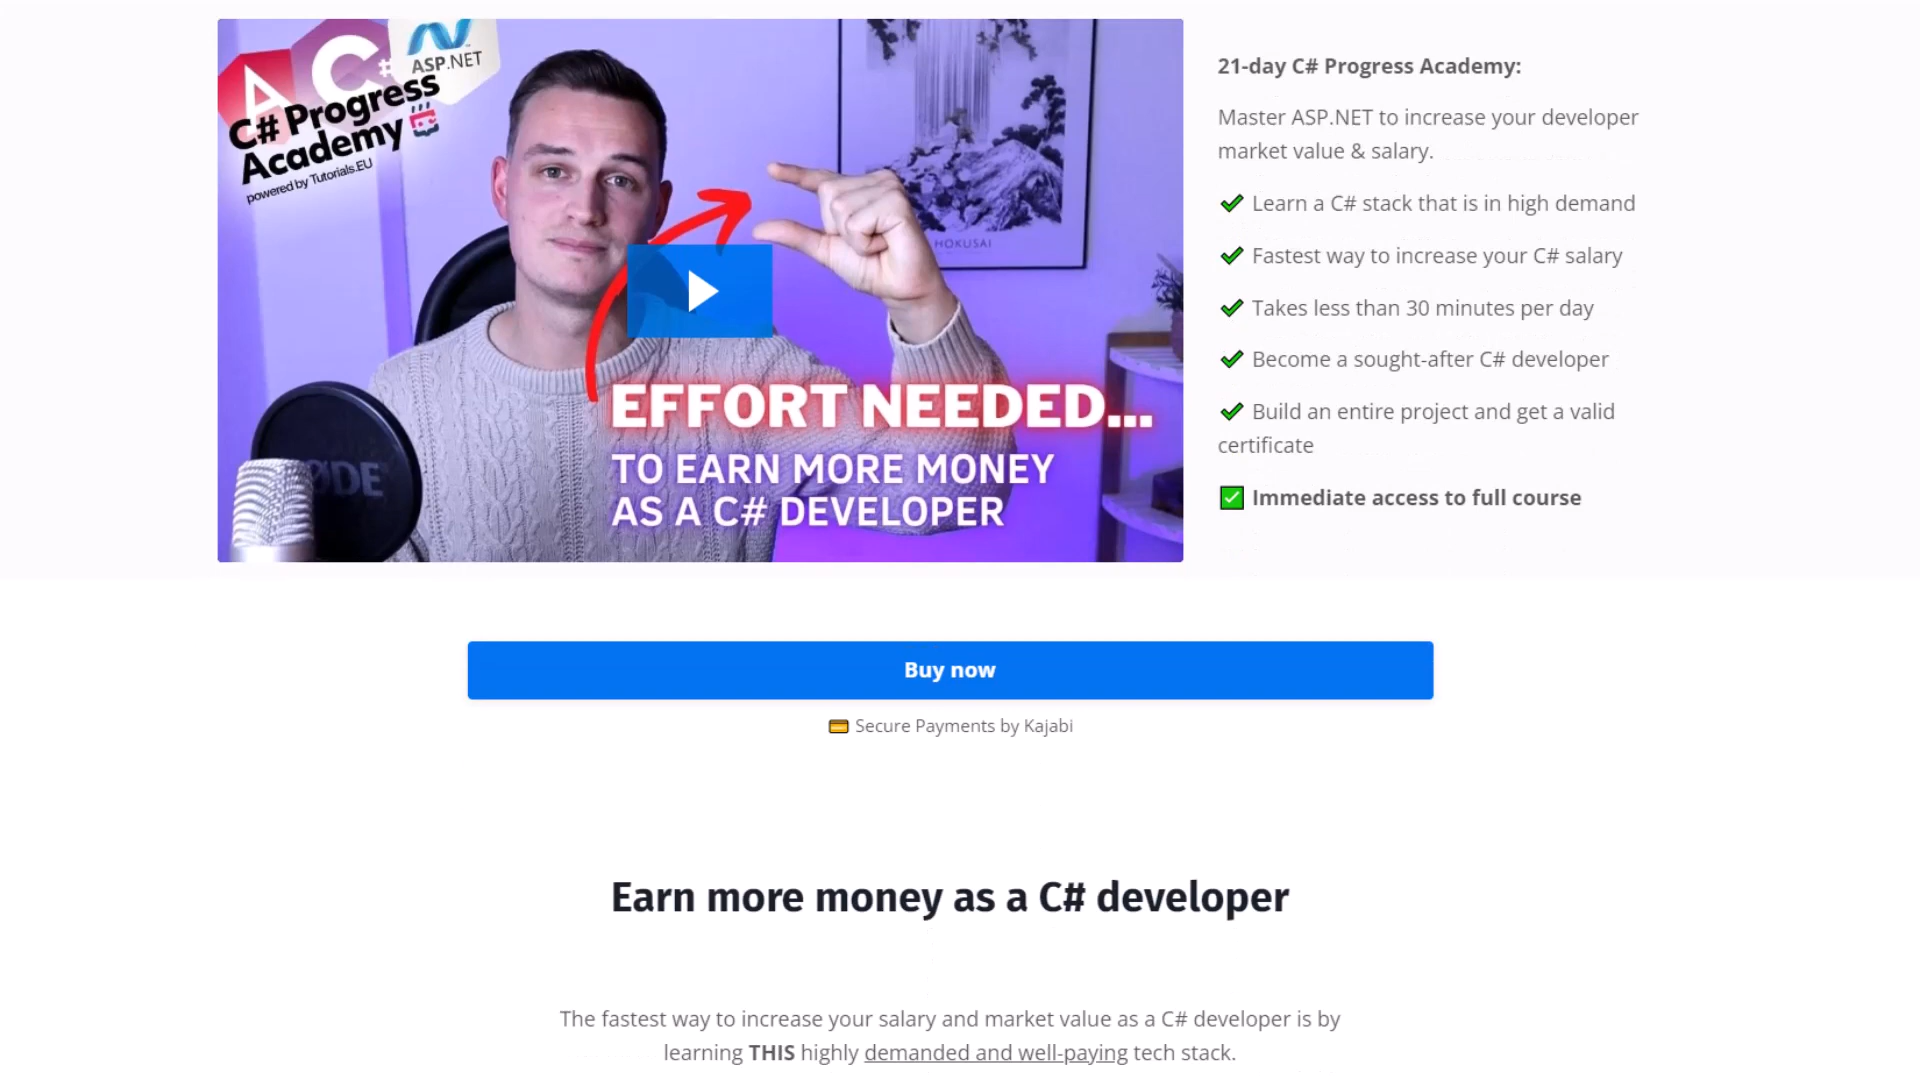 ASP.NET
C# Progress
Academy
powered by Tutorials.EU
HOKUSAI
RØDE
EFFORT NEEDED...
TO EARN MORE MONEY
AS A C# DEVELOPER
21-day C# Progress Academy:
Master ASP.NET to increase your developer
market value & salary.
✔ Learn a C# stack that is in high demand
✔ Fastest way to increase your C# salary
✔ Takes less than 30 minutes per day
✔ Become a sought-after C# developer
✔ Build an entire project and get a valid
certificate
✅ Immediate access to full course
Buy now
💳 Secure Payments by Kajabi
Earn more money as a C# developer
The fastest way to increase your salary and market value as a C# developer is by
learning THIS highly demanded and well-paying tech stack.